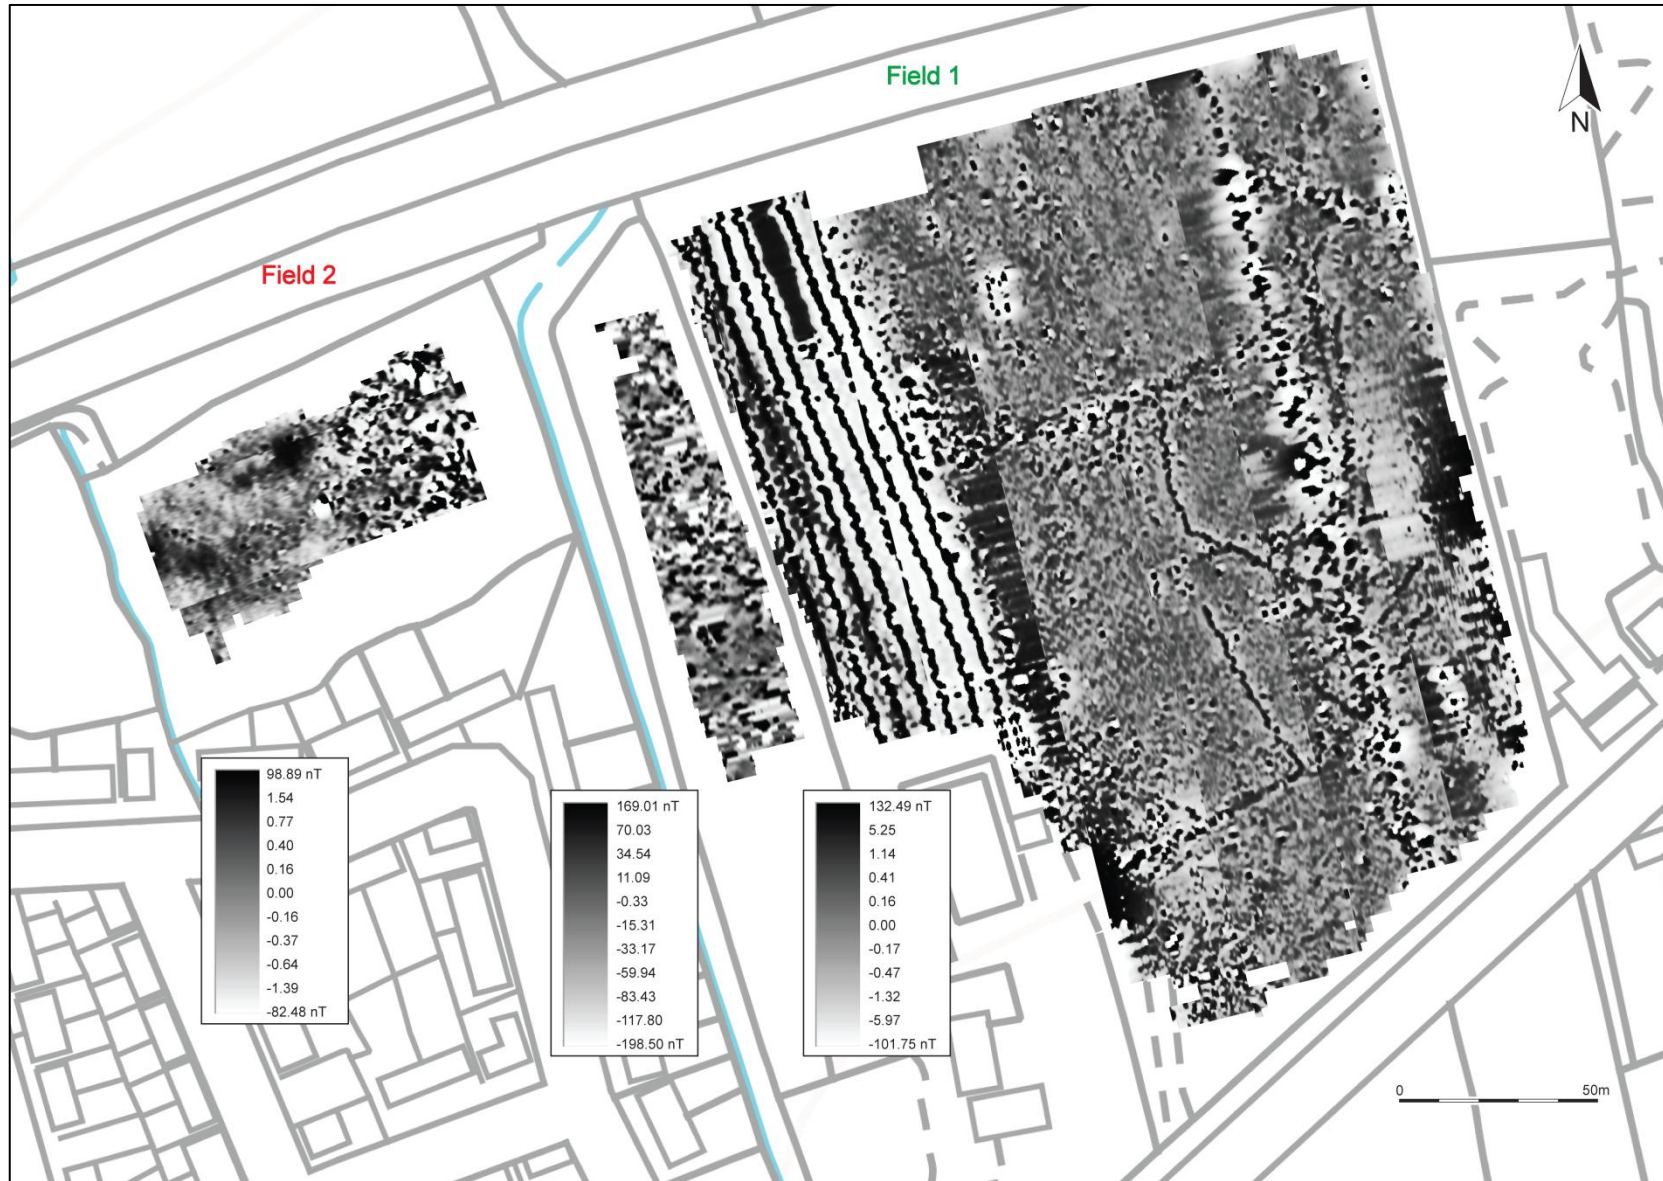 Field 1
N
Field 2
98.89 nT
1.54
0.77
0.40
0.16
0.00
-0.16
-0.37
-0.64
-1.39
-82.48 nT
169.01 nT
70.03
34.54
11.09
-0.33
-15.31
-33.17
-59.94
-83.43
-117.80
-198.50 nT
132.49 nT
5.25
1.14
0.41
0.16
0.00
-0.17
-0.47
-1.32
-5.97
-101.75 nT
0 50m